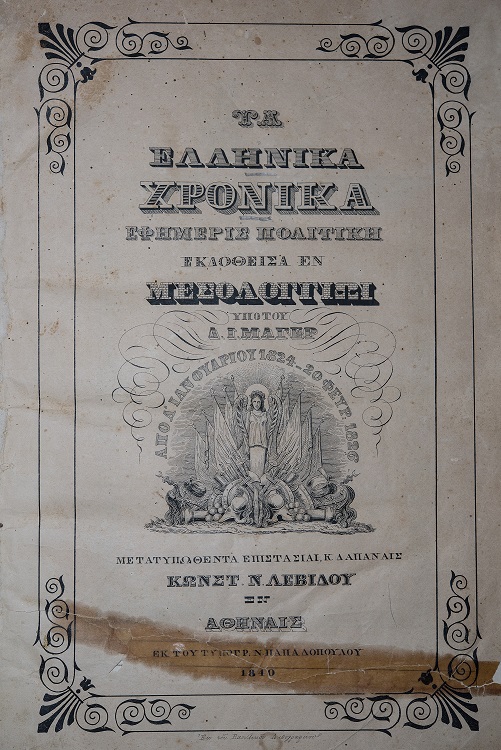 ΤΑ
ΕΛΛΗΝΙΚΑ
ΧΡΟΝΙΚΑ
ΕΦΗΜΕΡΙΣ ΠΟΛΙΤΙΚΗ
ΕΚΔΟΘΕΙΣΑ ΕΝ
ΜΕΣΟΛΟΓΓΙΩΙ
ΥΠΟ ΤΟΥ
Δ. Ι. ΜΑΓΕΡ
ΑΠΟ Α ΙΑΝΟΥΑΡΙΟΥ 1824 - 20 ΦΕΥΡ. 1826
ΜΕΤΑΤΥΠΩΘΕΝΤΑ ΕΠΙΣΤΑΣΙΑΙ, Κ. ΔΑΠΑΝΑΙΣ
ΚΩΝΣΤ. Ν. ΛΕΒΙΔΟΥ
ΕΝ
ΑΘΗΝΑΙΣ
ΕΚ ΤΟΥ ΤΥΠΟΓΡ. Ν ΠΑΠΑΔΟΠΟΥΛΟΥ
1840